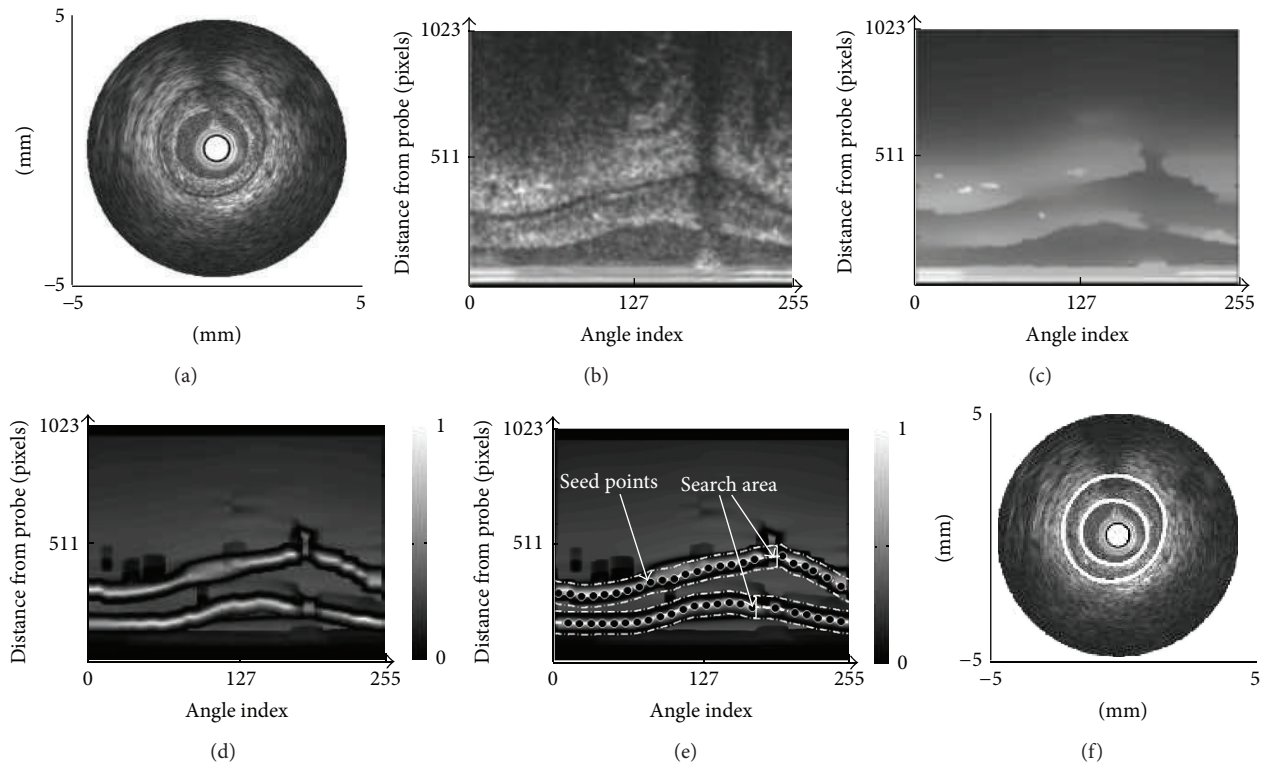 5
(mm)
−5
−5
5
(mm)
(a)
1023
511
Distance from probe (pixels)
0
127
255
Angle index
(b)
1023
511
Distance from probe (pixels)
0
127
255
Angle index
(c)
1023
511
Distance from probe (pixels)
0
127
255
Angle index
1
0
(d)
1023
511
Distance from probe (pixels)
Seed points
Search area
0
127
255
Angle index
1
0
(e)
5
(mm)
−5
−5
5
(mm)
(f)